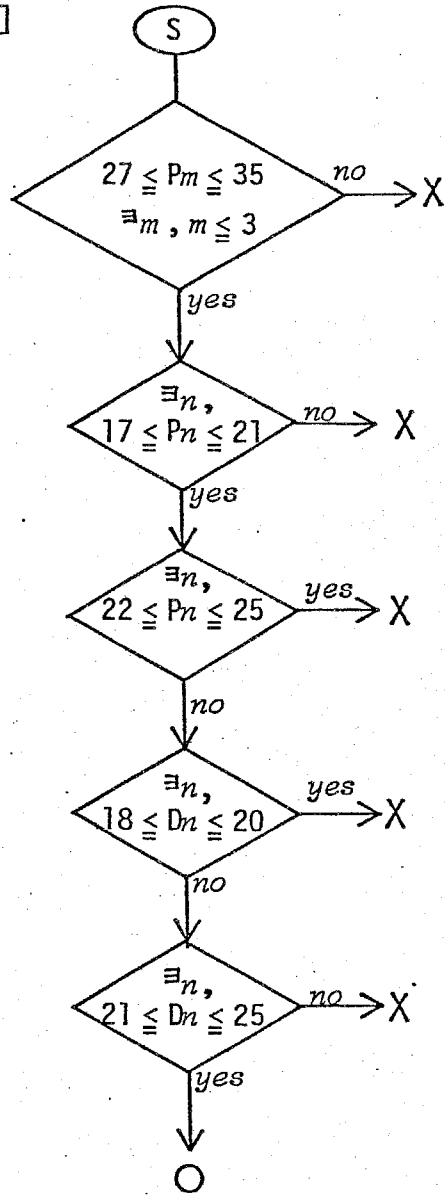 ]
S
27 ≦ Pm ≦ 35
∃m , m ≦ 3
no
X
yes
∃n,
17 ≦ Pn ≦ 21
no
X
yes
∃n,
22 ≦ Pn ≦ 25
yes
X
no
∃n,
18 ≦ Dn ≦ 20
yes
X
no
∃n,
21 ≦ Dn ≦ 25
no
X
yes
O